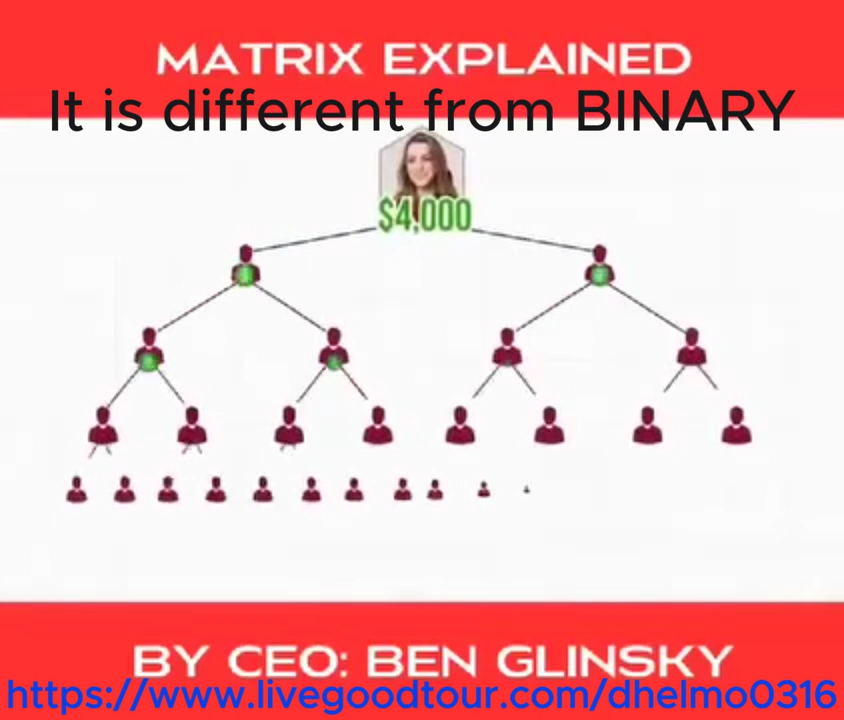 MATRIX EXPLAINED
It is different from BINARY
$4,000
BY CEO: BEN GLINSKY
https://www.livegoodtour.com/dhelmo0316